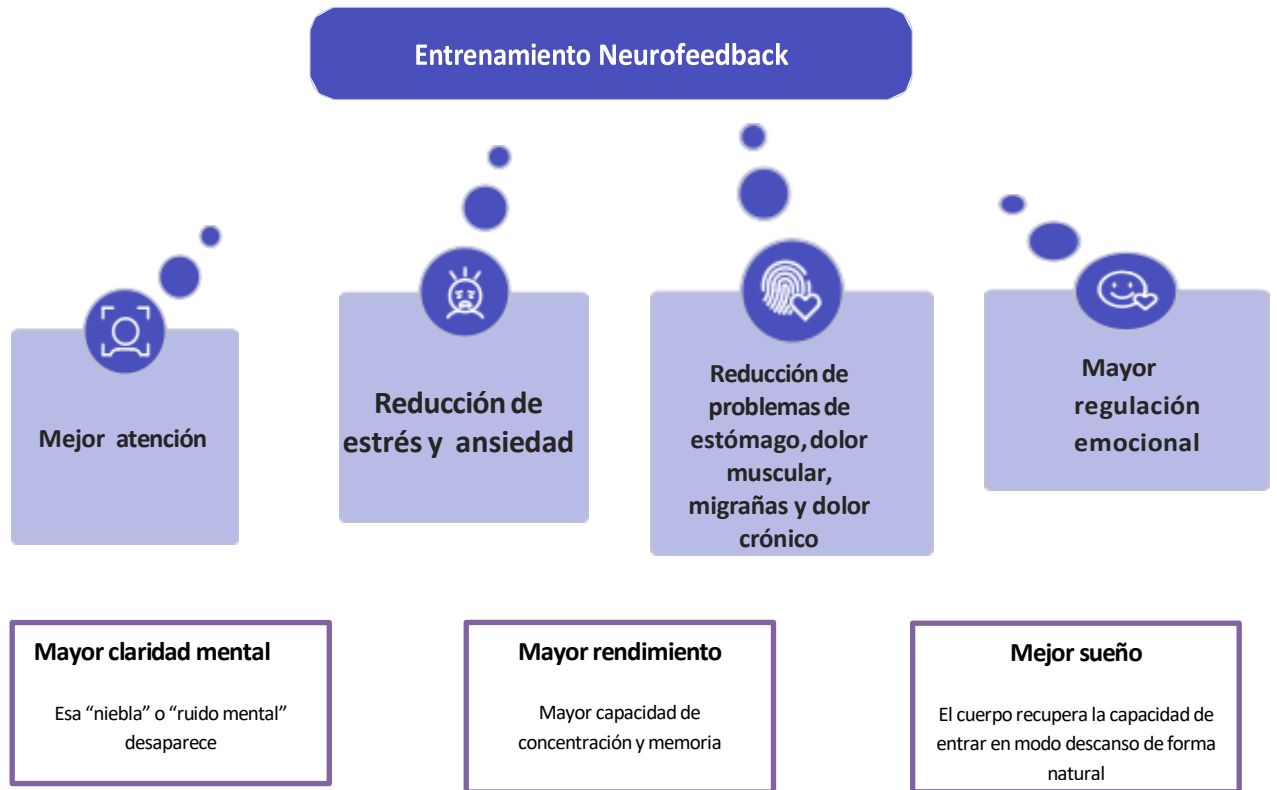 Entrenamiento Neurofeedback
Mejor atención
Reducción de
estrés y ansiedad
Reducción de
problemas de
estómago, dolor
muscular,
migrañas y dolor
crónico
Mayor
regulación
emocional
Mayor claridad mental
Esa “niebla” o “ruido mental”
desaparece
Mayor rendimiento
Mayor capacidad de
concentración y memoria
Mejor sueño
El cuerpo recupera la capacidad de
entrar en modo descanso de forma
natural